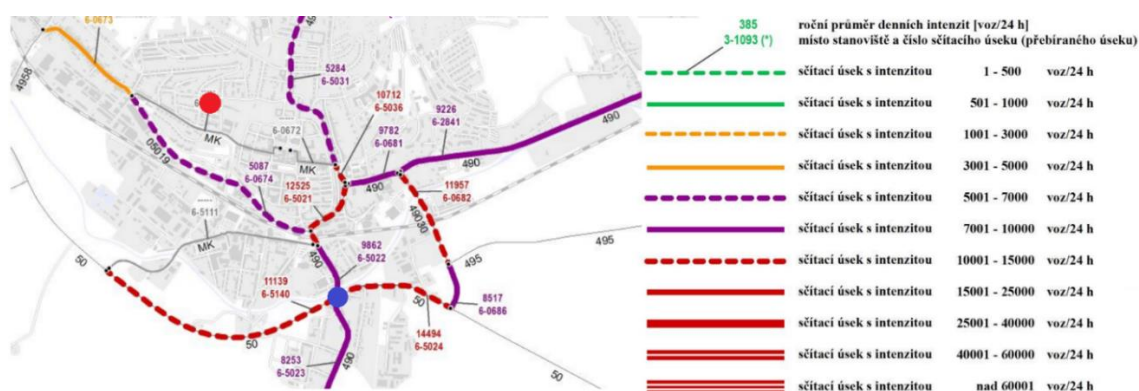 6-0673
4958
5284
6-5031
10712
6-5036
9226
6-2841
490
MK
6-0672
9782
6-0681
490
05019
5087
6-0674
MK
490
12525
6-5021
11957
6-0682
6-5111
49030
495
50
MK
490
9862
6-5022
495
11139
6-5140
50
8517
6-0686
14494
6-5024
50
8253
6-5023
490
50
385
3-1093 (*)
roční průměr denních intenzit [voz/24 h]
místo stanoviště a číslo sčítacího úseku (přebíraného úseku)
sčítací úsek s intenzitou 1 - 500 voz/24 h
sčítací úsek s intenzitou 501 - 1000 voz/24 h
sčítací úsek s intenzitou 1001 - 3000 voz/24 h
sčítací úsek s intenzitou 3001 - 5000 voz/24 h
sčítací úsek s intenzitou 5001 - 7000 voz/24 h
sčítací úsek s intenzitou 7001 - 10000 voz/24 h
sčítací úsek s intenzitou 10001 - 15000 voz/24 h
sčítací úsek s intenzitou 15001 - 25000 voz/24 h
sčítací úsek s intenzitou 25001 - 40000 voz/24 h
sčítací úsek s intenzitou 40001 - 60000 voz/24 h
sčítací úsek s intenzitou nad 60001 voz/24 h